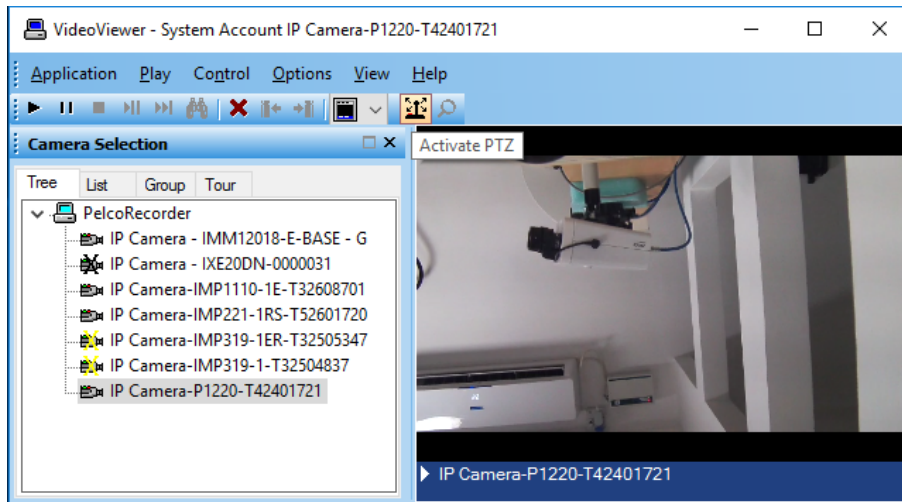 VideoViewer - System Account IP Camera-P1220-T42401721
Application Play Control Options View Help
Camera Selection
Activate PTZ
Tree List Group Tour
PelcoRecorder
IP Camera - IMM12018-E-BASE - G
IP Camera - IXE20DN-0000031
IP Camera-IMP1110-1E-T32608701
IP Camera-IMP221-1RS-T52601720
IP Camera-IMP319-1ER-T32505347
IP Camera-IMP319-1-T32504837
IP Camera-P1220-T42401721
IP Camera-P1220-T42401721